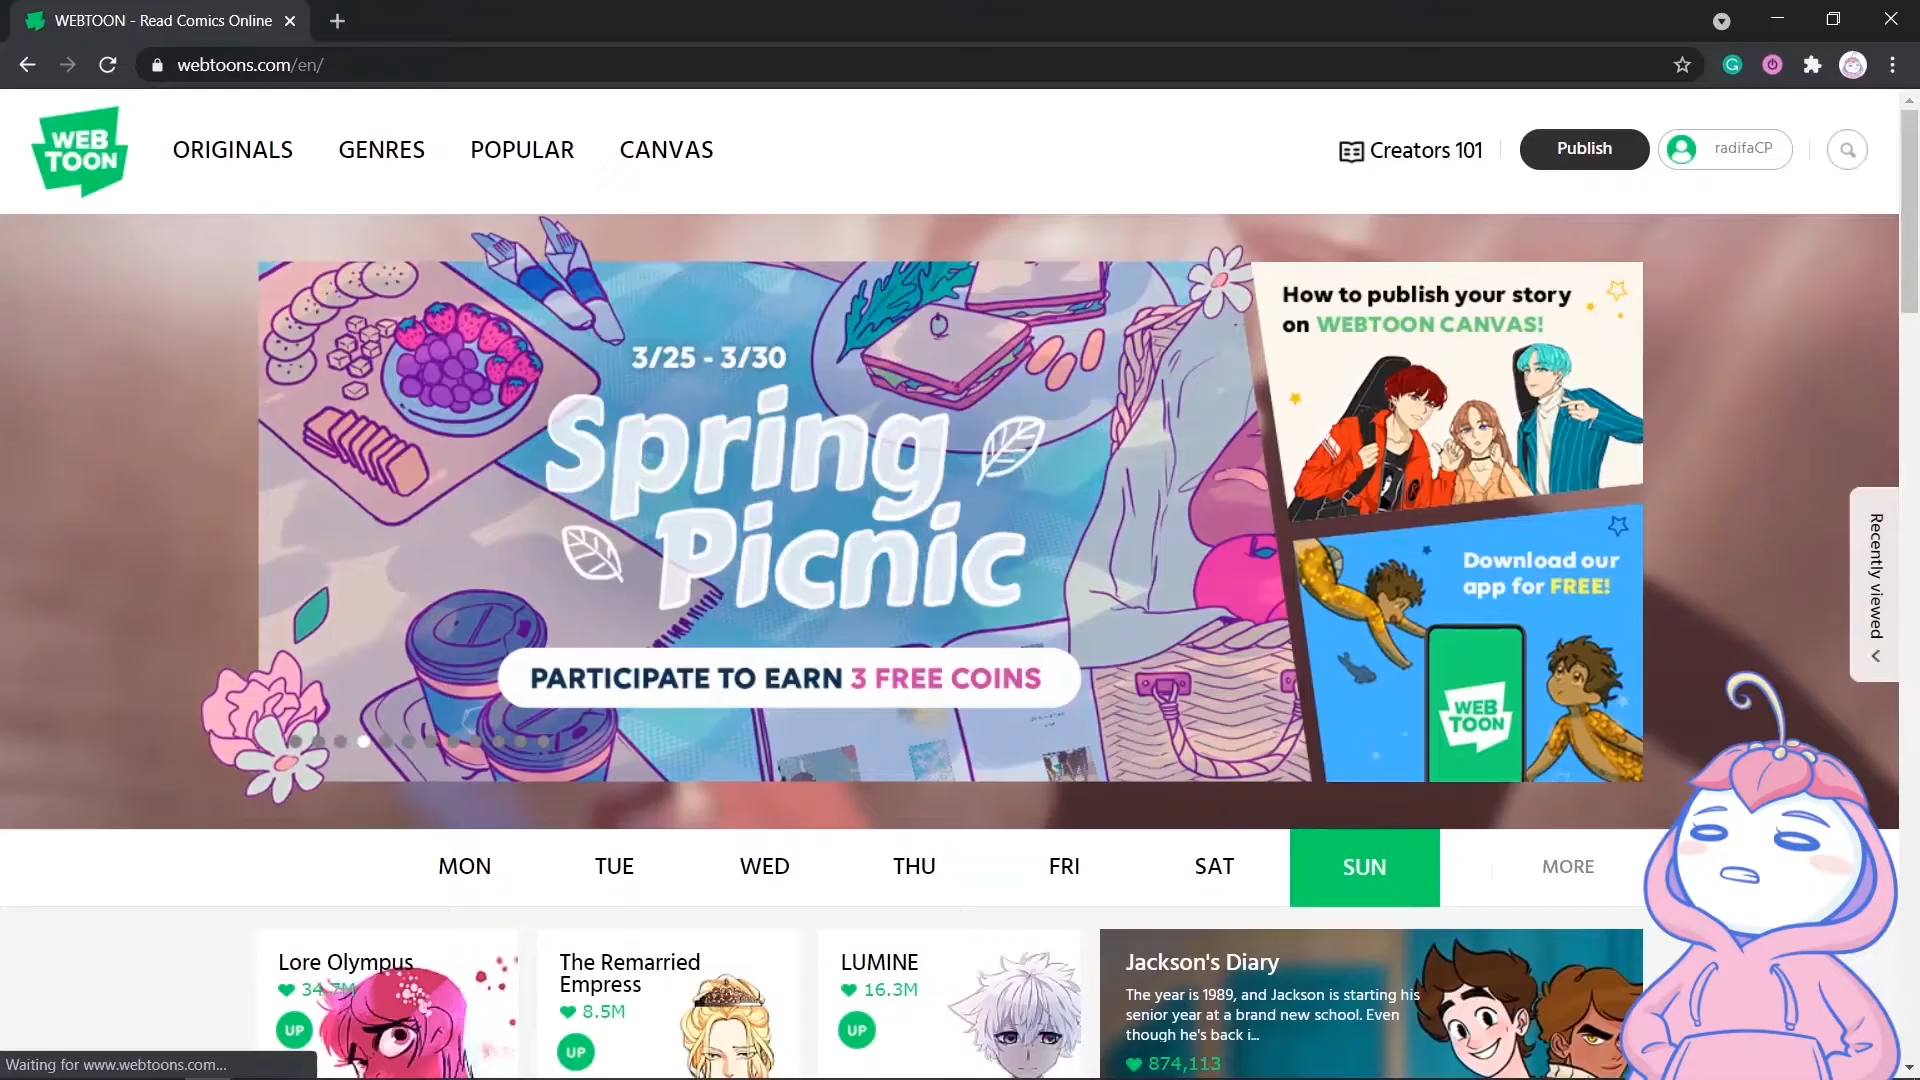 WEBTOON - Read Comics Online
webtoons.com/en/
WEB
TOON
ORIGINALS
GENRES
POPULAR
CANVAS
Creators 101
Publish
radifaCP
3/25 - 3/30
Spring
Picnic
PARTICIPATE TO EARN 3 FREE COINS
How to publish your story
on WEBTOON CANVAS!
Download our
app for FREE!
WEB
TOON
Recently viewed
MON
TUE
WED
THU
FRI
SAT
SUN
MORE
Lore Olympus
34.7M
UP
The Remarried
Empress
8.5M
UP
LUMINE
16.3M
UP
Jackson's Diary
The year is 1989, and Jackson is starting his
senior year at a brand new school. Even
though he's back i...
874,113
Waiting for www.webtoons.com...